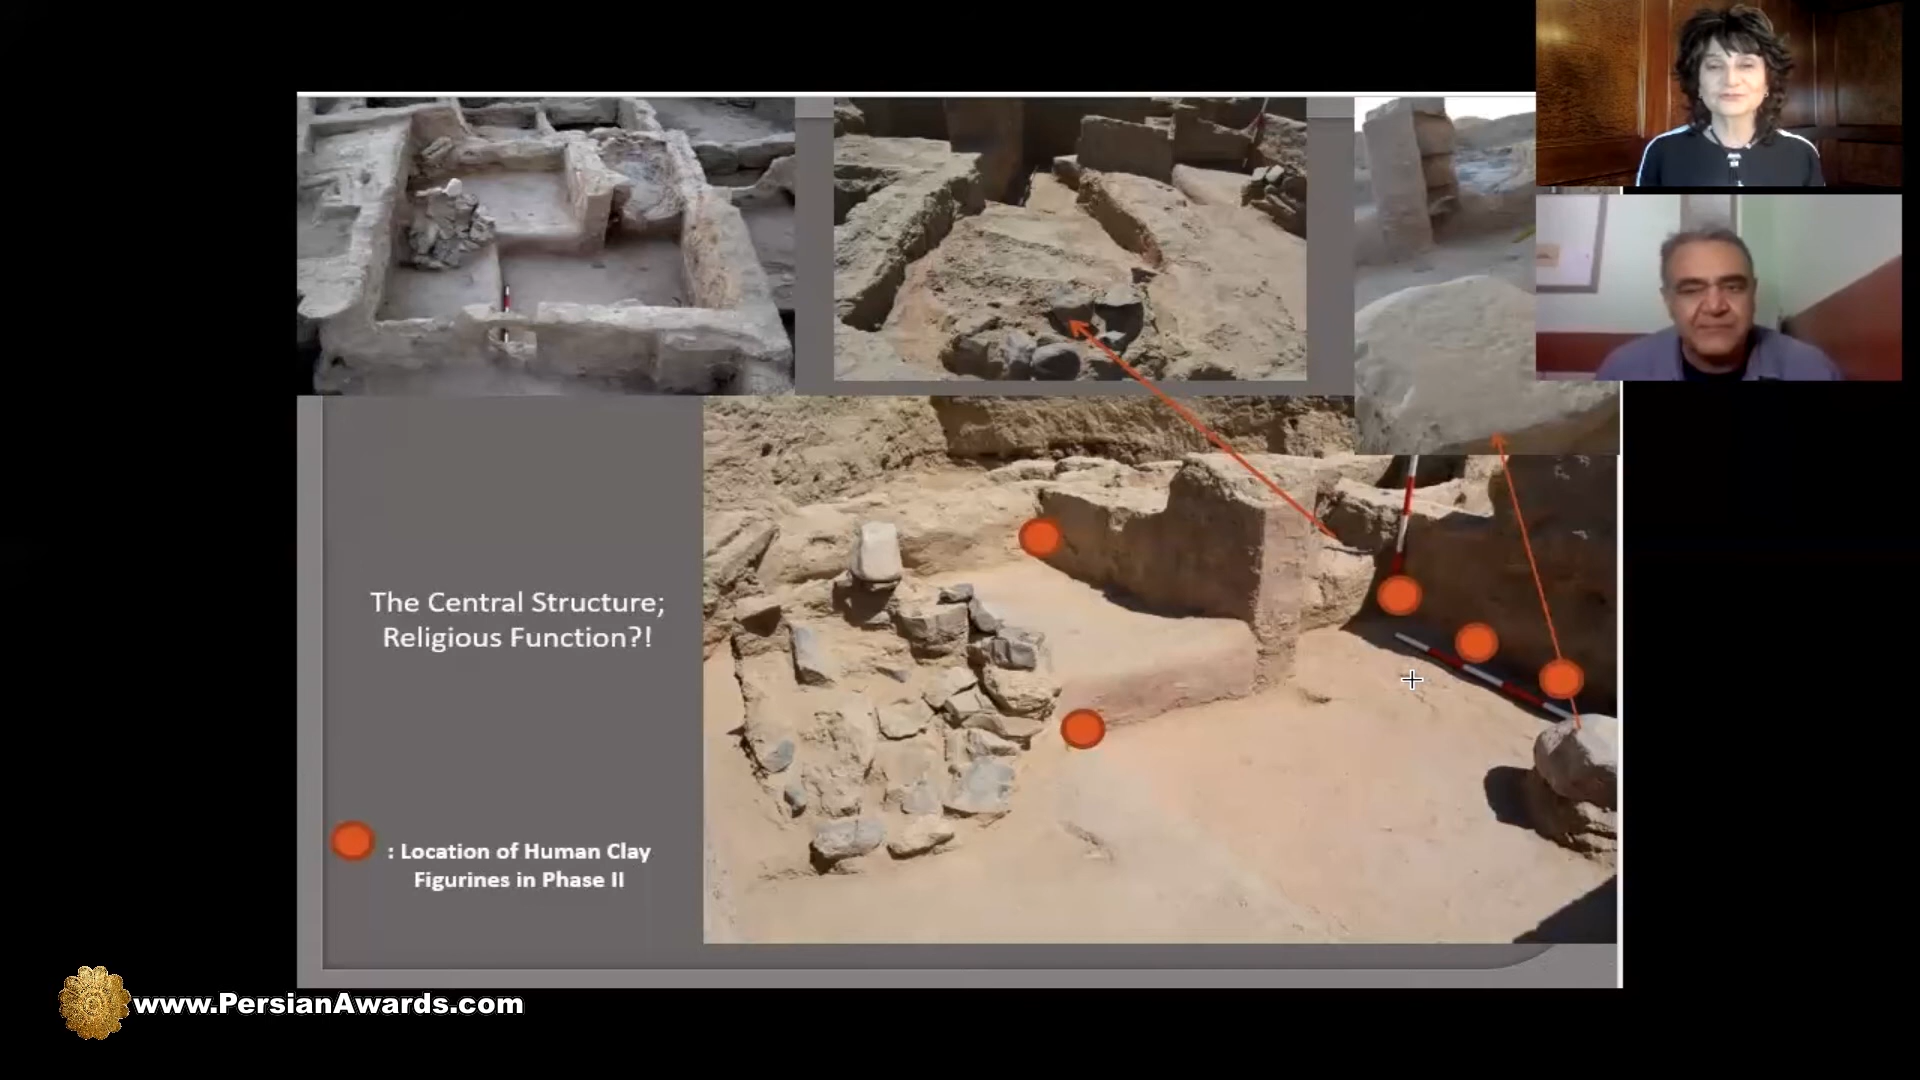 The Central Structure;
Religious Function?!
: Location of Human Clay
Figurines in Phase II
www.PersianAwards.com